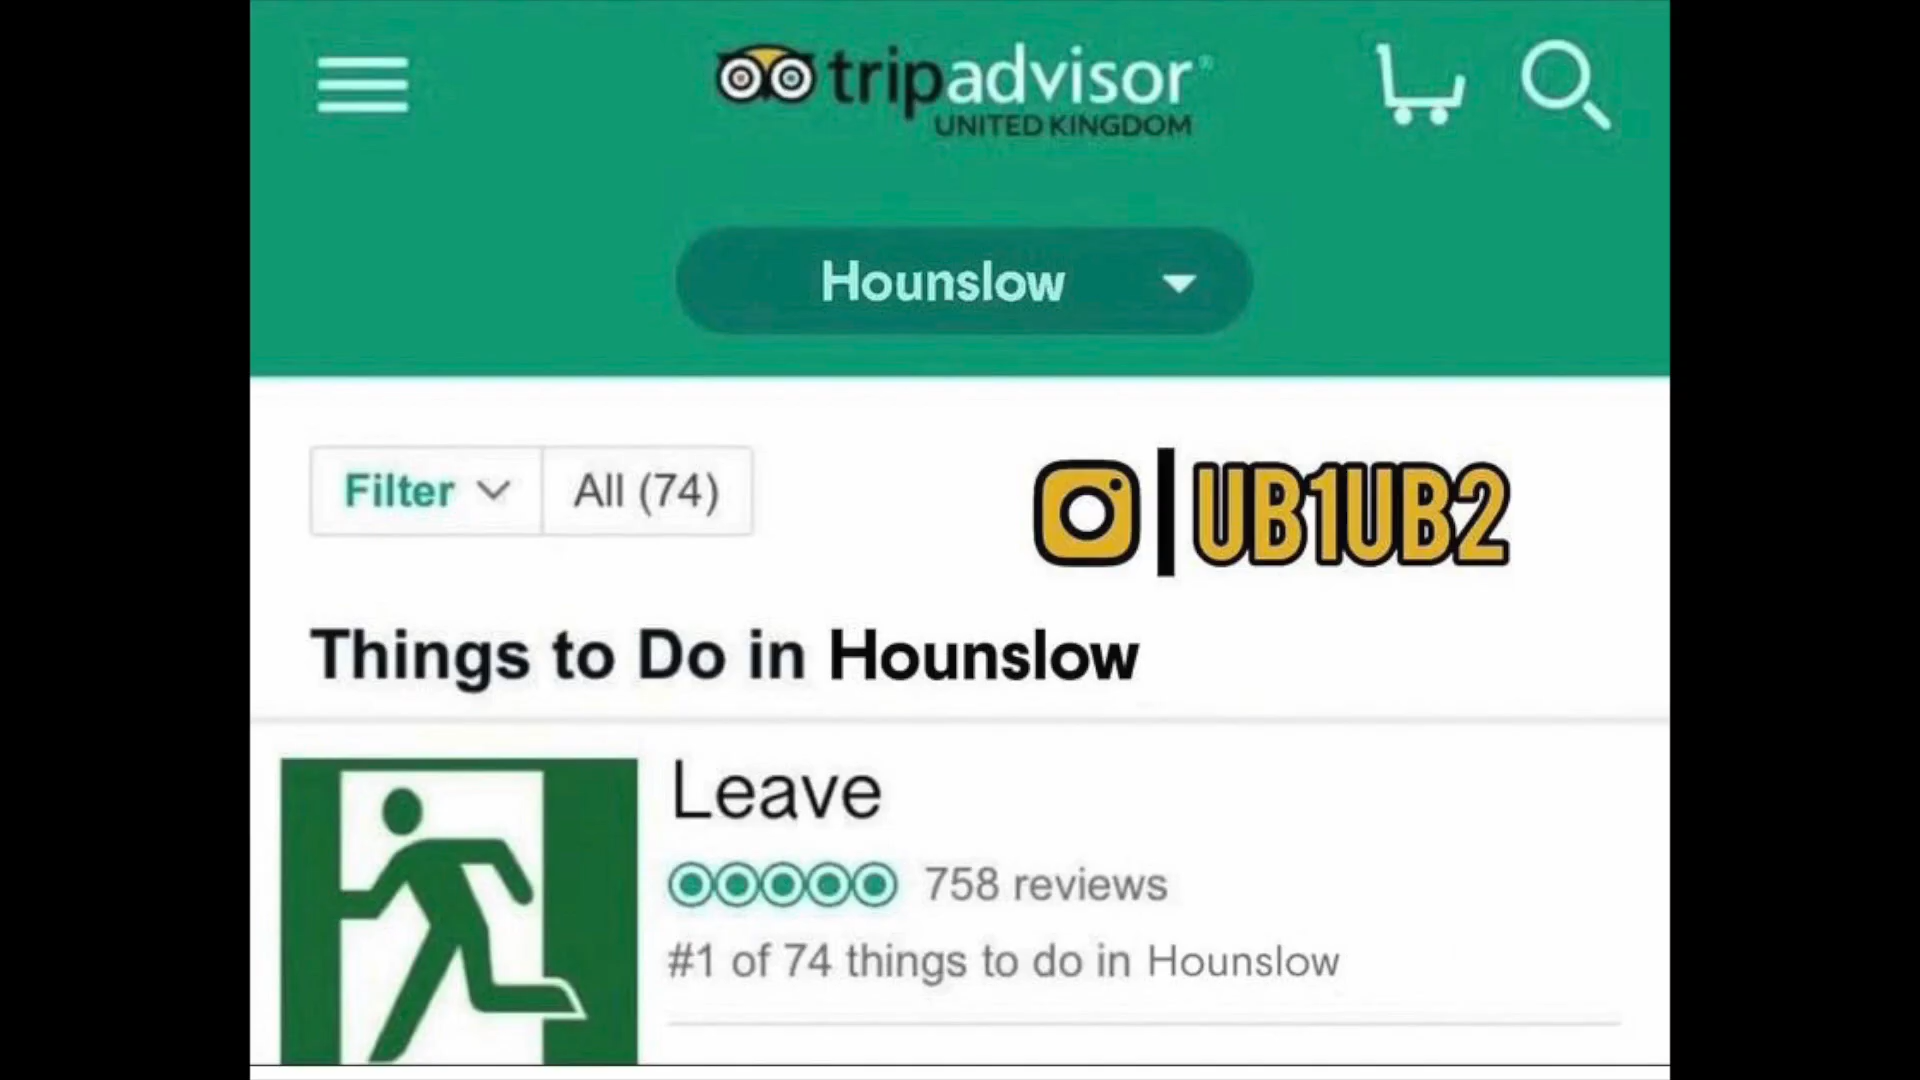 tripadvisor®
UNITED KINGDOM
Hounslow
Filter All (74)
UB1UB2
Things to Do in Hounslow
Leave
758 reviews
#1 of 74 things to do in Hounslow